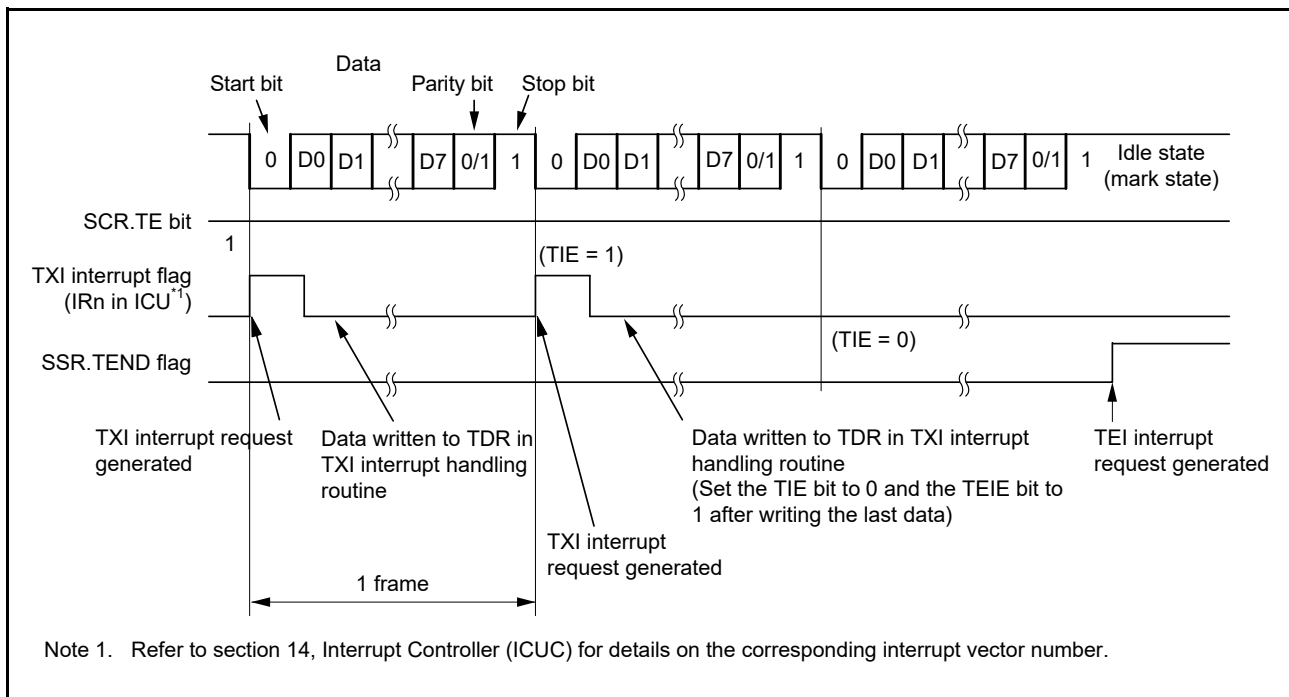 Data
Start bit
Parity bit
Stop bit
0 D0 D1 D7 0/1 1 0 D0 D1 D7 0/1 1 0 D0 D1 D7 0/1 1
Idle state
(mark state)
SCR.TE bit
1
(TIE = 1)
TXI interrupt flag
(IRn in ICU*1)
(TIE = 0)
SSR.TEND flag
TXI interrupt request
generated
Data written to TDR in
TXI interrupt handling
routine
Data written to TDR in TXI interrupt
handling routine
(Set the TIE bit to 0 and the TEIE bit to
1 after writing the last data)
TEI interrupt
request generated
TXI interrupt
request generated
1 frame
Note 1. Refer to section 14, Interrupt Controller (ICUC) for details on the corresponding interrupt vector number.